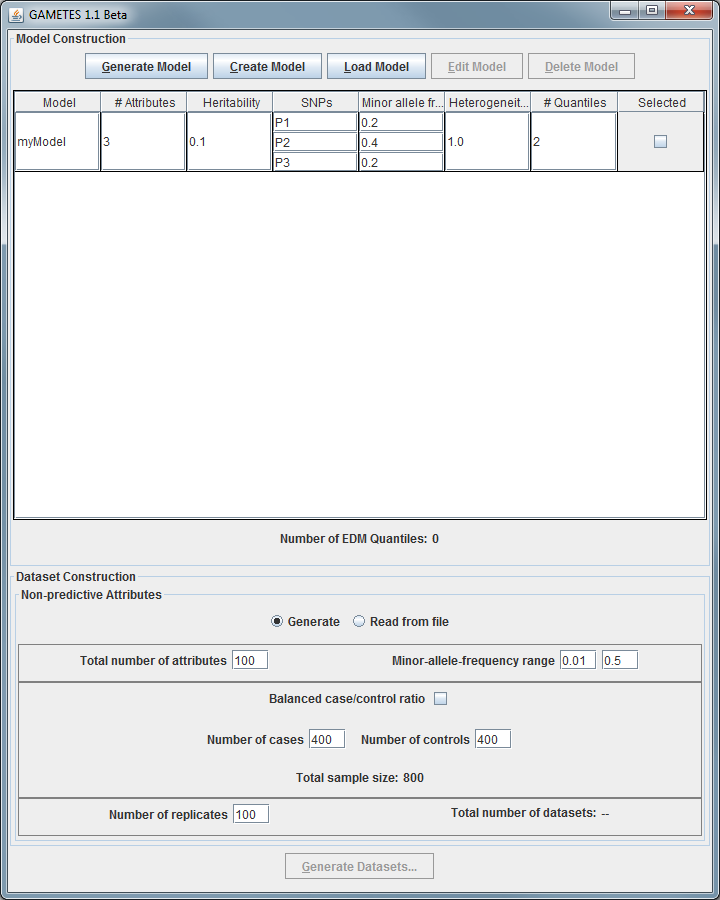 GAMETES 1.1 Beta
Model Construction
Generate Model Create Model Load Model Edit Model Delete Model
Model # Attributes Heritability SNPs Minor allele fr... Heterogeneit... # Quantiles Selected
P1 0.2
myModel 3 0.1 P2 0.4 1.0 2
P3 0.2
Number of EDM Quantiles: 0
Dataset Construction
Non-predictive Attributes
Generate Read from file
Total number of attributes 100 Minor-allele-frequency range 0.01 0.5
Balanced case/control ratio
Number of cases 400 Number of controls 400
Total sample size: 800
Number of replicates 100 Total number of datasets: --
Generate Datasets...